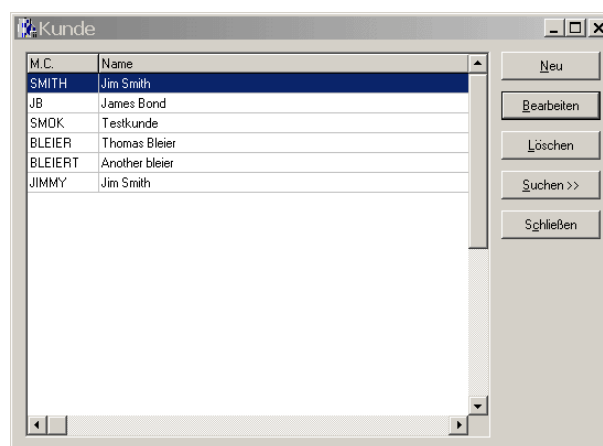 Kunde
M.C. Name
SMITH Jim Smith
JB James Bond
SMOK Testkunde
BLEIER Thomas Bleier
BLEIERT Another bleier
JIMMY Jim Smith
Neu
Bearbeiten
Löschen
Suchen >>
Schließen